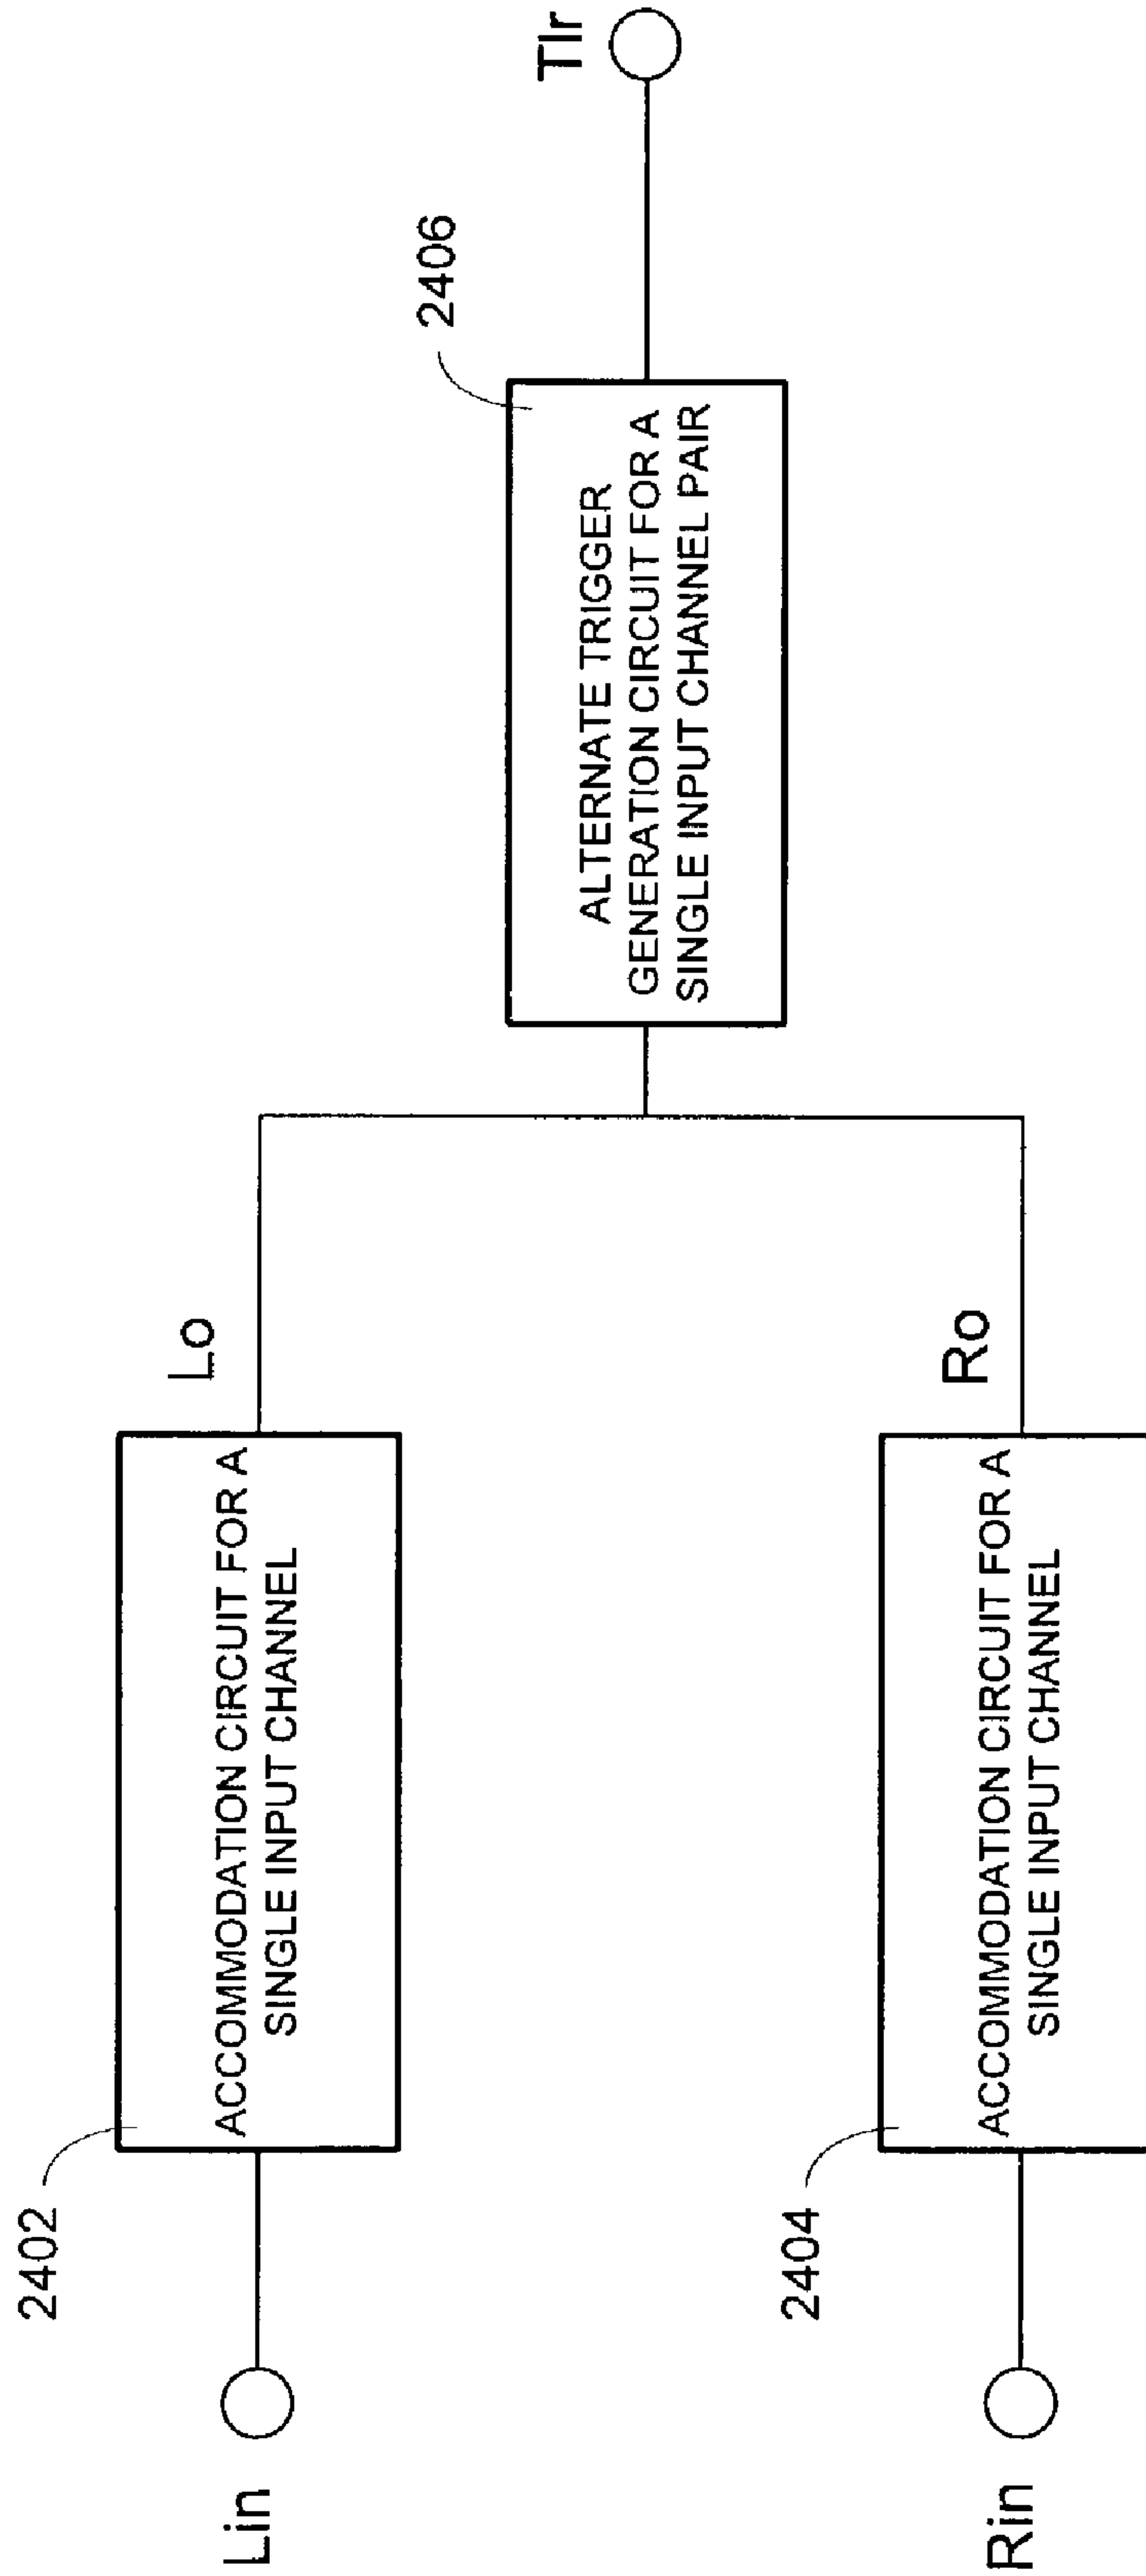 2402
Lin
ACCOMMODATION CIRCUIT FOR A
SINGLE INPUT CHANNEL
Lo
2406
ALTERNATE TRIGGER
GENERATION CIRCUIT FOR A
SINGLE INPUT CHANNEL PAIR
Tlr
2404
Rin
ACCOMMODATION CIRCUIT FOR A
SINGLE INPUT CHANNEL
Ro